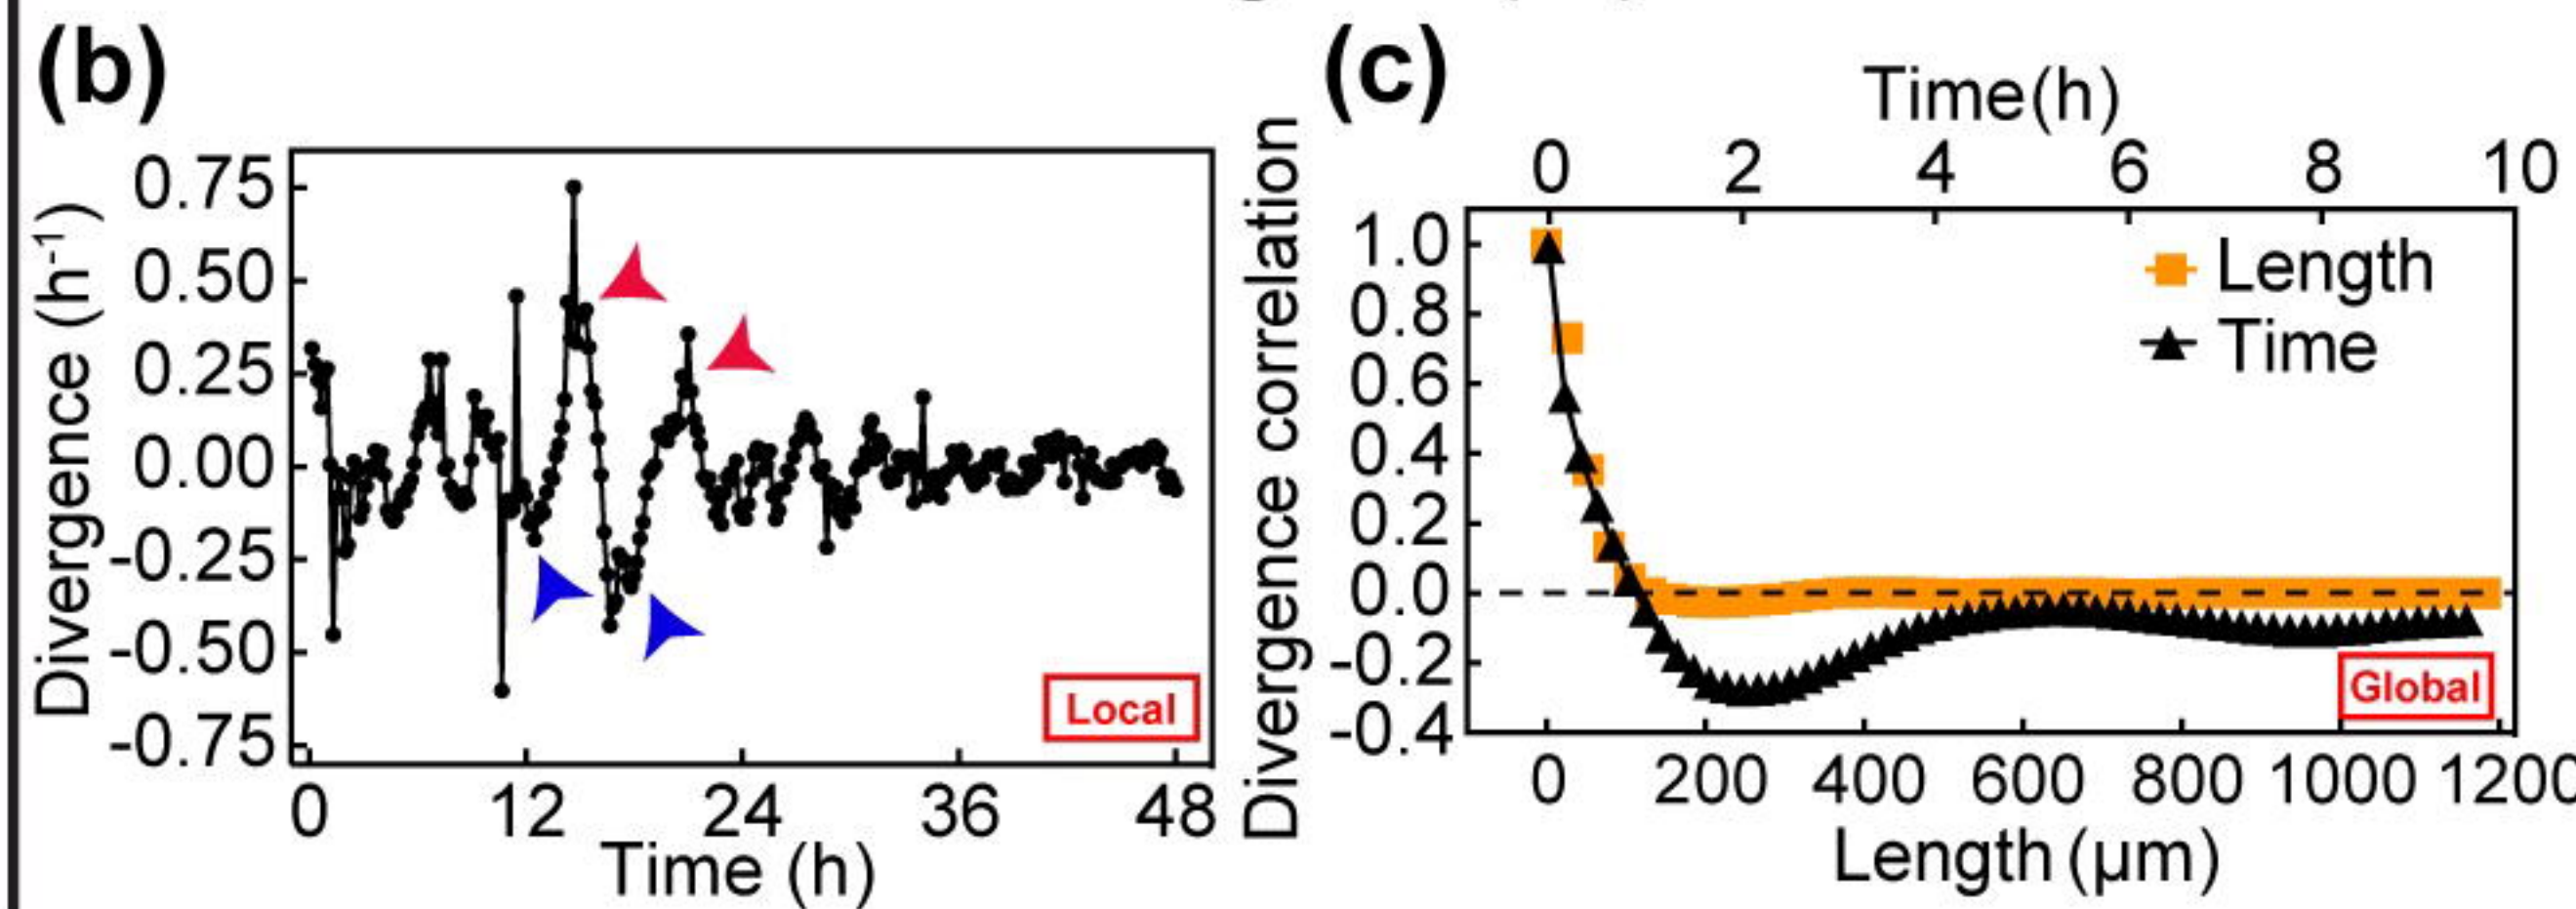 (b)
Divergence (h-1)
0.75
0.50
0.25
0.00
-0.25
-0.50
-0.75
Local
0 12 24 36 48
Time (h)
(c)
Time (h)
0 2 4 6 8 10
Divergence correlation
1.0
0.8
0.6
0.4
0.2
0.0
-0.2
-0.4
Length
Time
Global
0 200 400 600 800 1000 1200
Length (µm)